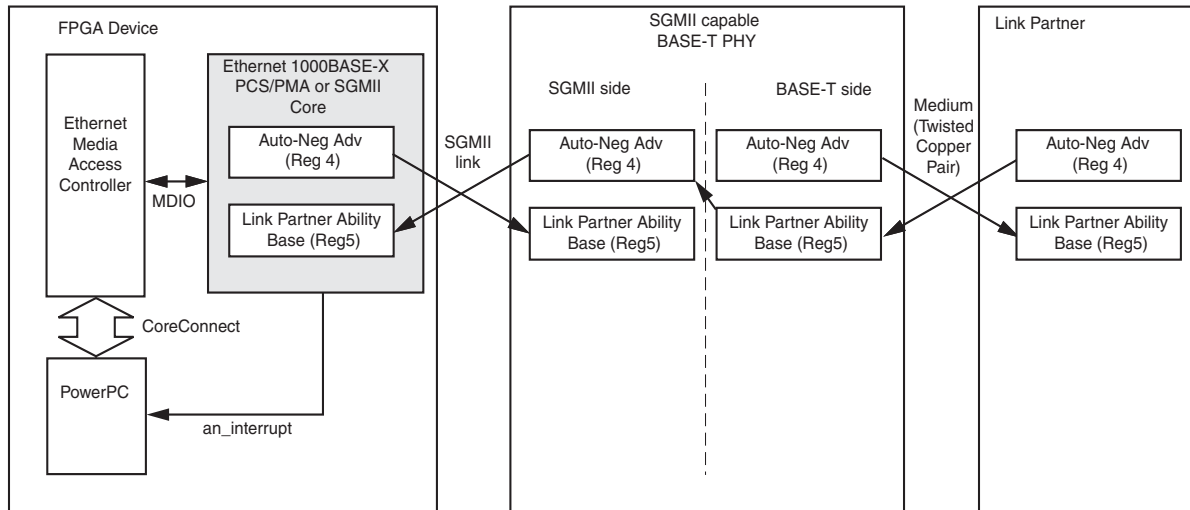 FPGA Device
Ethernet
Media
Access
Controller
MDIO
Ethernet 1000BASE-X
PCS/PMA or SGMII
Core
Auto-Neg Adv
(Reg 4)
Link Partner Ability
Base (Reg5)
CoreConnect
PowerPC
an_interrupt
SGMII
link
SGMII capable
BASE-T PHY
SGMII side
Auto-Neg Adv
(Reg 4)
Link Partner Ability
Base (Reg5)
BASE-T side
Auto-Neg Adv
(Reg 4)
Link Partner Ability
Base (Reg5)
Medium
(Twisted
Copper
Pair)
Link Partner
Auto-Neg Adv
(Reg 4)
Link Partner Ability
Base (Reg5)